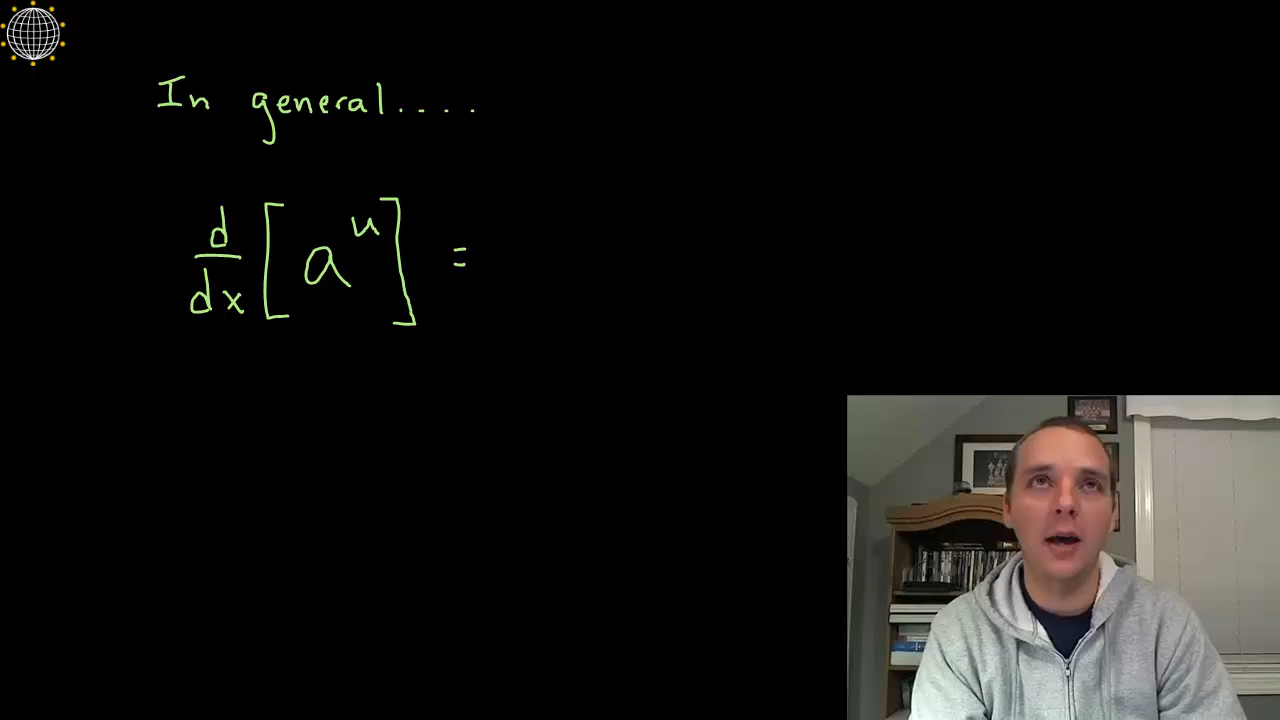 In general....
d/dx [a^u] =